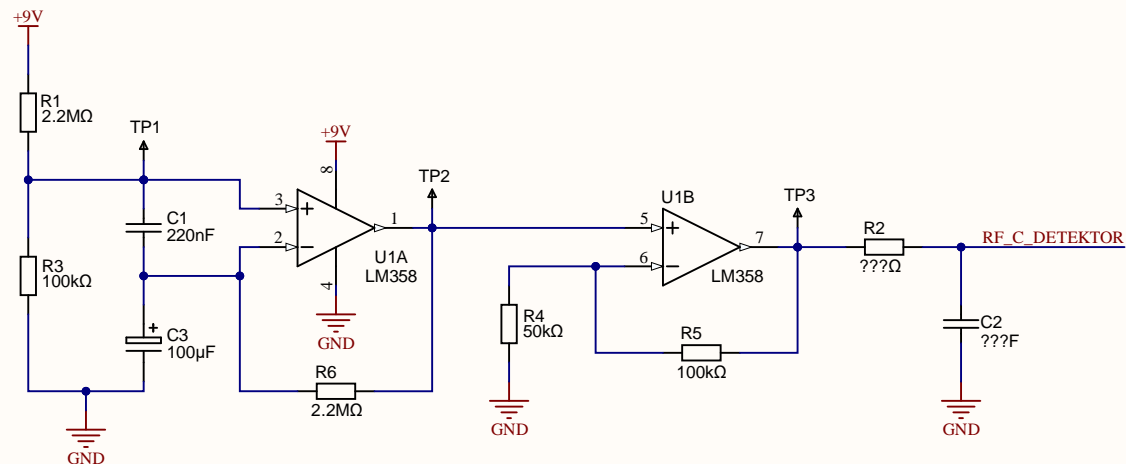 +9V
R1
2.2MΩ
TP1
+9V
8
TP2
C1
220nF
3
2
1
U1A
LM358
4
GND
R3
100kΩ
C3
100µF
+
R6
2.2MΩ
GND
U1B
5
6
7
LM358
TP3
R4
50kΩ
GND
R5
100kΩ
R2
???Ω
RF_C_DETEKTOR
C2
???F
GND